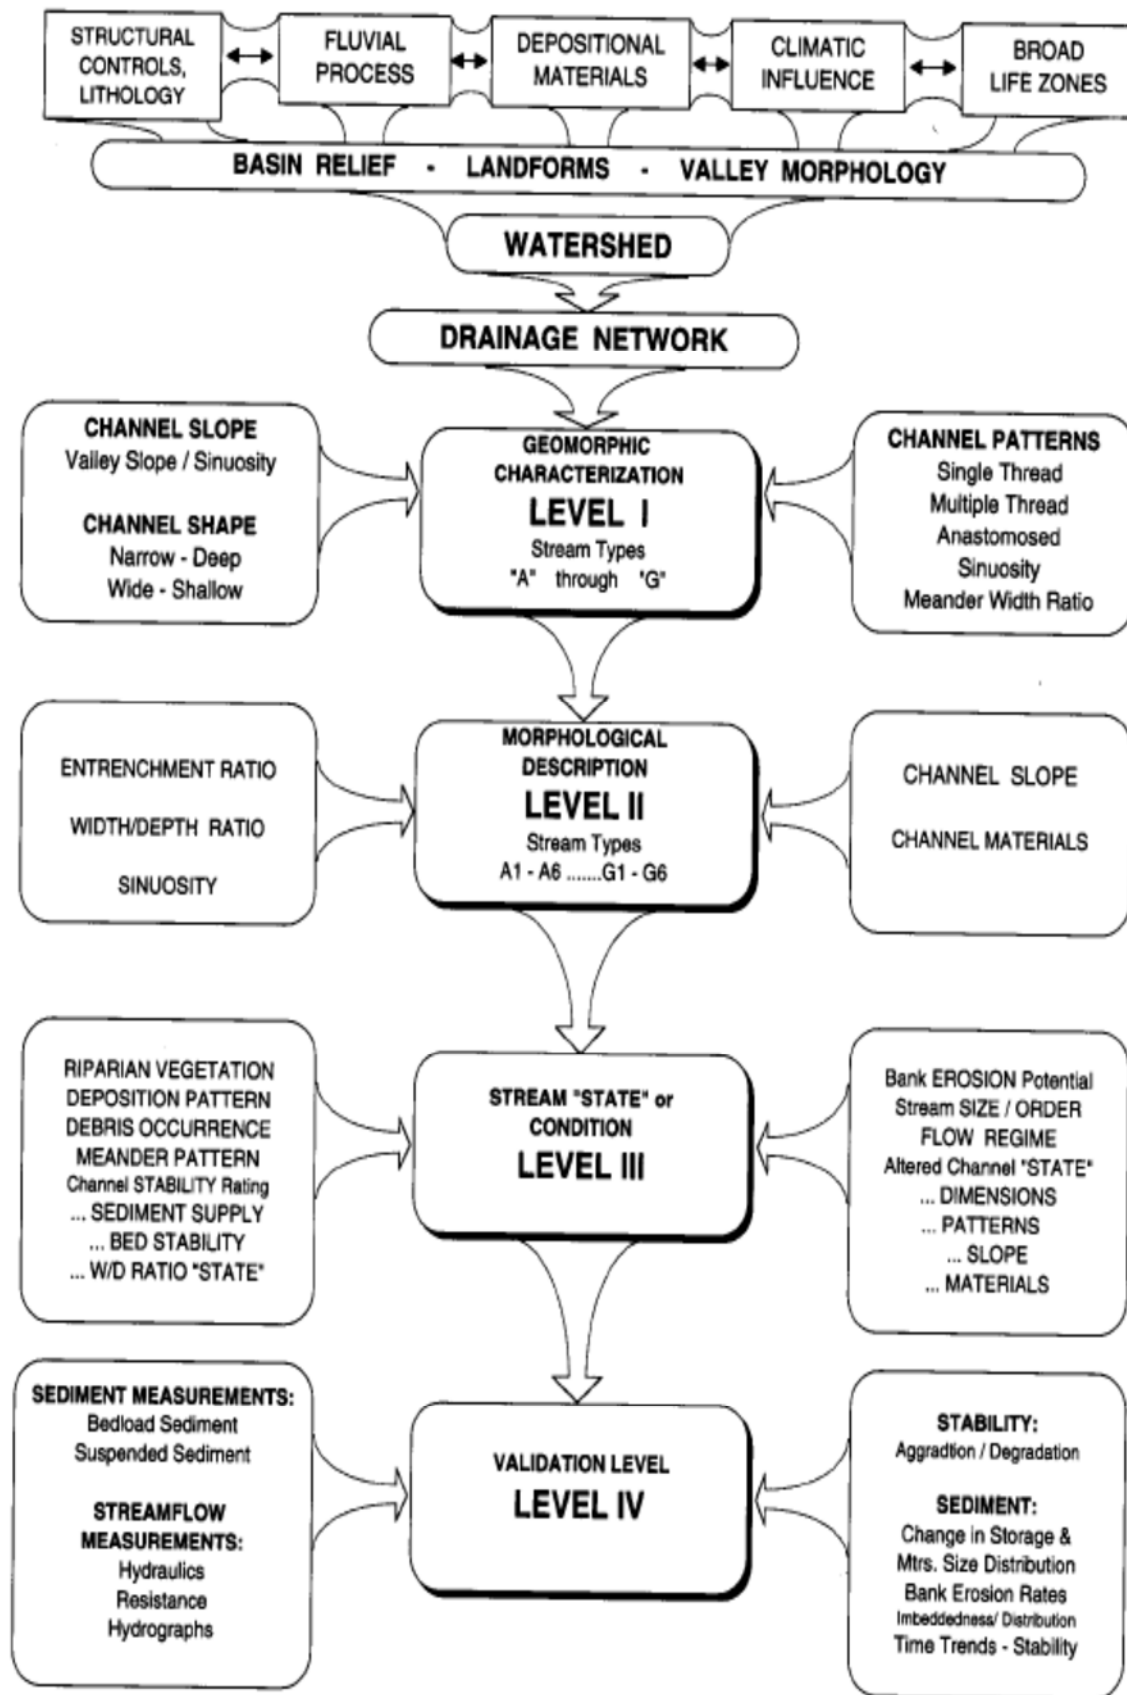 STRUCTURAL
CONTROLS,
LITHOLOGY
FLUVIAL
PROCESS
DEPOSITIONAL
MATERIALS
CLIMATIC
INFLUENCE
BROAD
LIFE ZONES
BASIN RELIEF - LANDFORMS - VALLEY MORPHOLOGY
WATERSHED
DRAINAGE NETWORK
CHANNEL SLOPE
Valley Slope / Sinuosity
CHANNEL SHAPE
Narrow - Deep
Wide - Shallow
GEOMORPHIC
CHARACTERIZATION
LEVEL I
Stream Types
"A" through "G"
CHANNEL PATTERNS
Single Thread
Multiple Thread
Anastomosed
Sinuosity
Meander Width Ratio
ENTRENCHMENT RATIO
WIDTH/DEPTH RATIO
SINUOSITY
MORPHOLOGICAL
DESCRIPTION
LEVEL II
Stream Types
A1 - A6 .......G1 - G6
CHANNEL SLOPE
CHANNEL MATERIALS
RIPARIAN VEGETATION
DEPOSITION PATTERN
DEBRIS OCCURRENCE
MEANDER PATTERN
Channel STABILITY Rating
... SEDIMENT SUPPLY
... BED STABILITY
... W/D RATIO "STATE"
STREAM "STATE" or
CONDITION
LEVEL III
Bank EROSION Potential
Stream SIZE / ORDER
FLOW REGIME
Altered Channel "STATE"
... DIMENSIONS
... PATTERNS
... SLOPE
... MATERIALS
SEDIMENT MEASUREMENTS:
Bedload Sediment
Suspended Sediment
STREAMFLOW
MEASUREMENTS:
Hydraulics
Resistance
Hydrographs
VALIDATION LEVEL
LEVEL IV
STABILITY:
Aggradtion / Degradation
SEDIMENT:
Change in Storage &
Mtrs. Size Distribution
Bank Erosion Rates
Imbeddedness/ Distribution
Time Trends - Stability